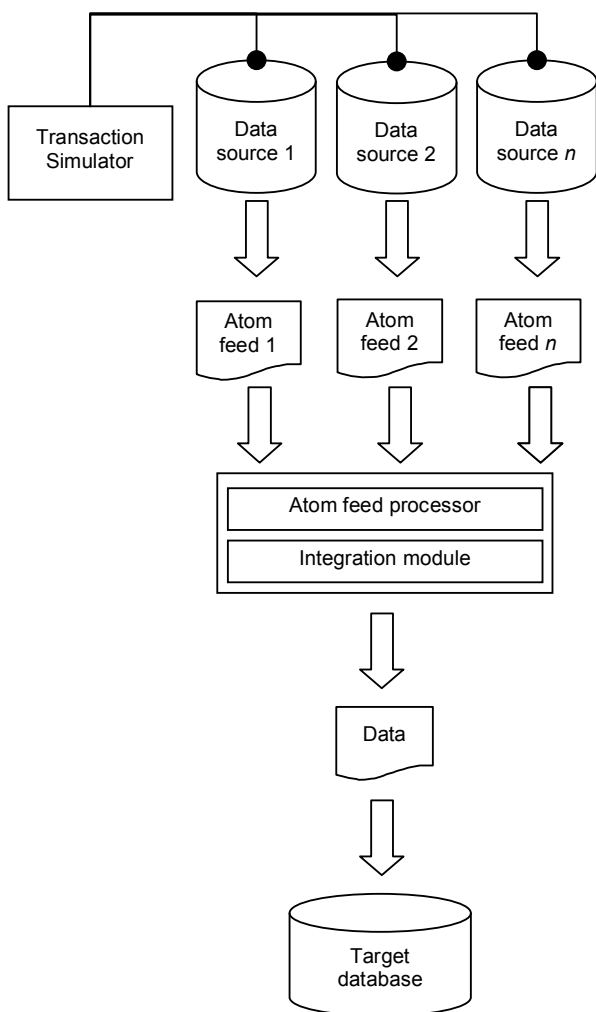 Transaction
Simulator
Data
source 1
Data
source 2
Data
source n
Atom
feed 1
Atom
feed 2
Atom
feed n
Atom feed processor
Integration module
Data
Target
database